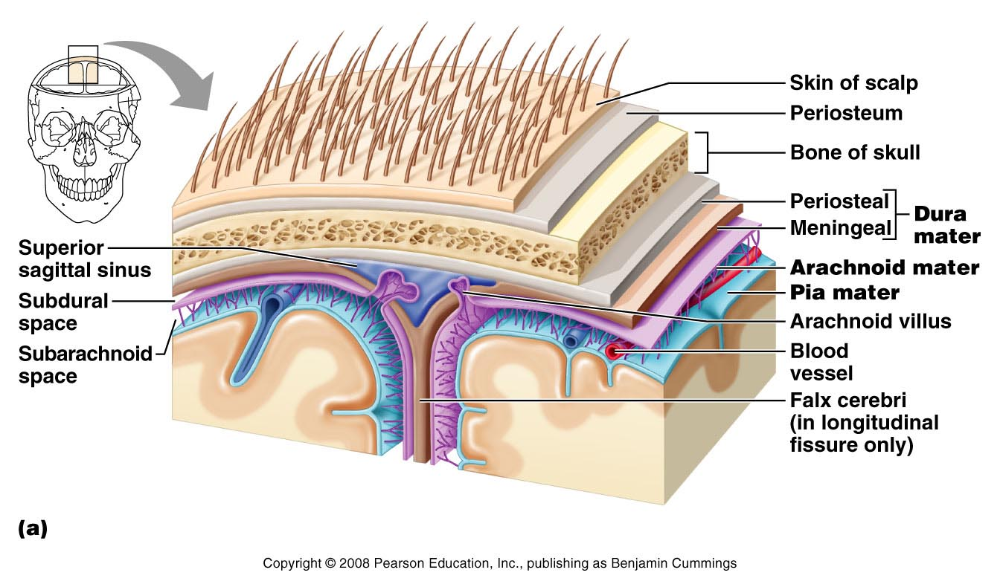 Skin of scalp
Periosteum
Bone of skull
Periosteal
Meningeal
Dura
mater
Superior
sagittal sinus
Subdural
space
Subarachnoid
space
Arachnoid mater
Pia mater
Arachnoid villus
Blood
vessel
Falx cerebri
(in longitudinal
fissure only)
(a)
Copyright © 2008 Pearson Education, Inc., publishing as Benjamin Cummings